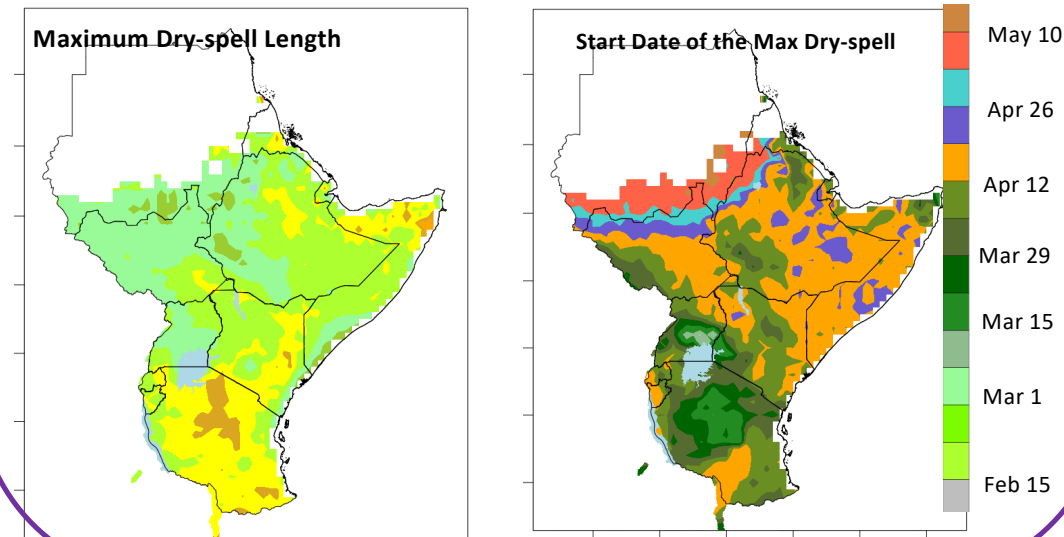 Maximum Dry-spell Length
Start Date of the Max Dry-spell
May 10
Apr 26
Apr 12
Mar 29
Mar 15
Mar 1
Feb 15